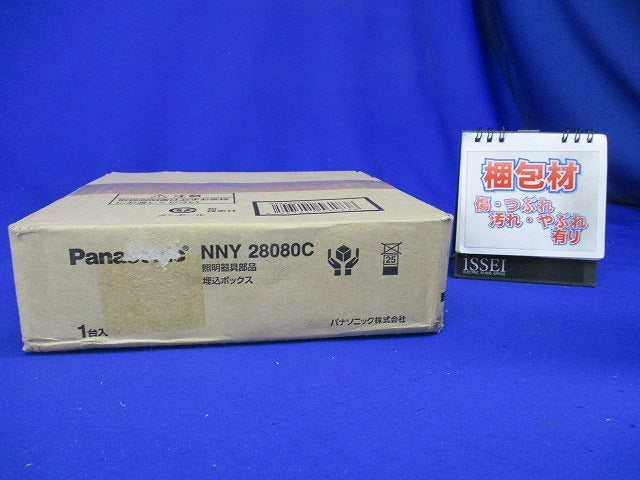 Panasonic NNY 28080C
照明器具部品
埋込ボックス
25
1台入
パナソニック株式会社
梱包材
傷・つぶれ
汚れ・やぶれ
有り
iSSEI